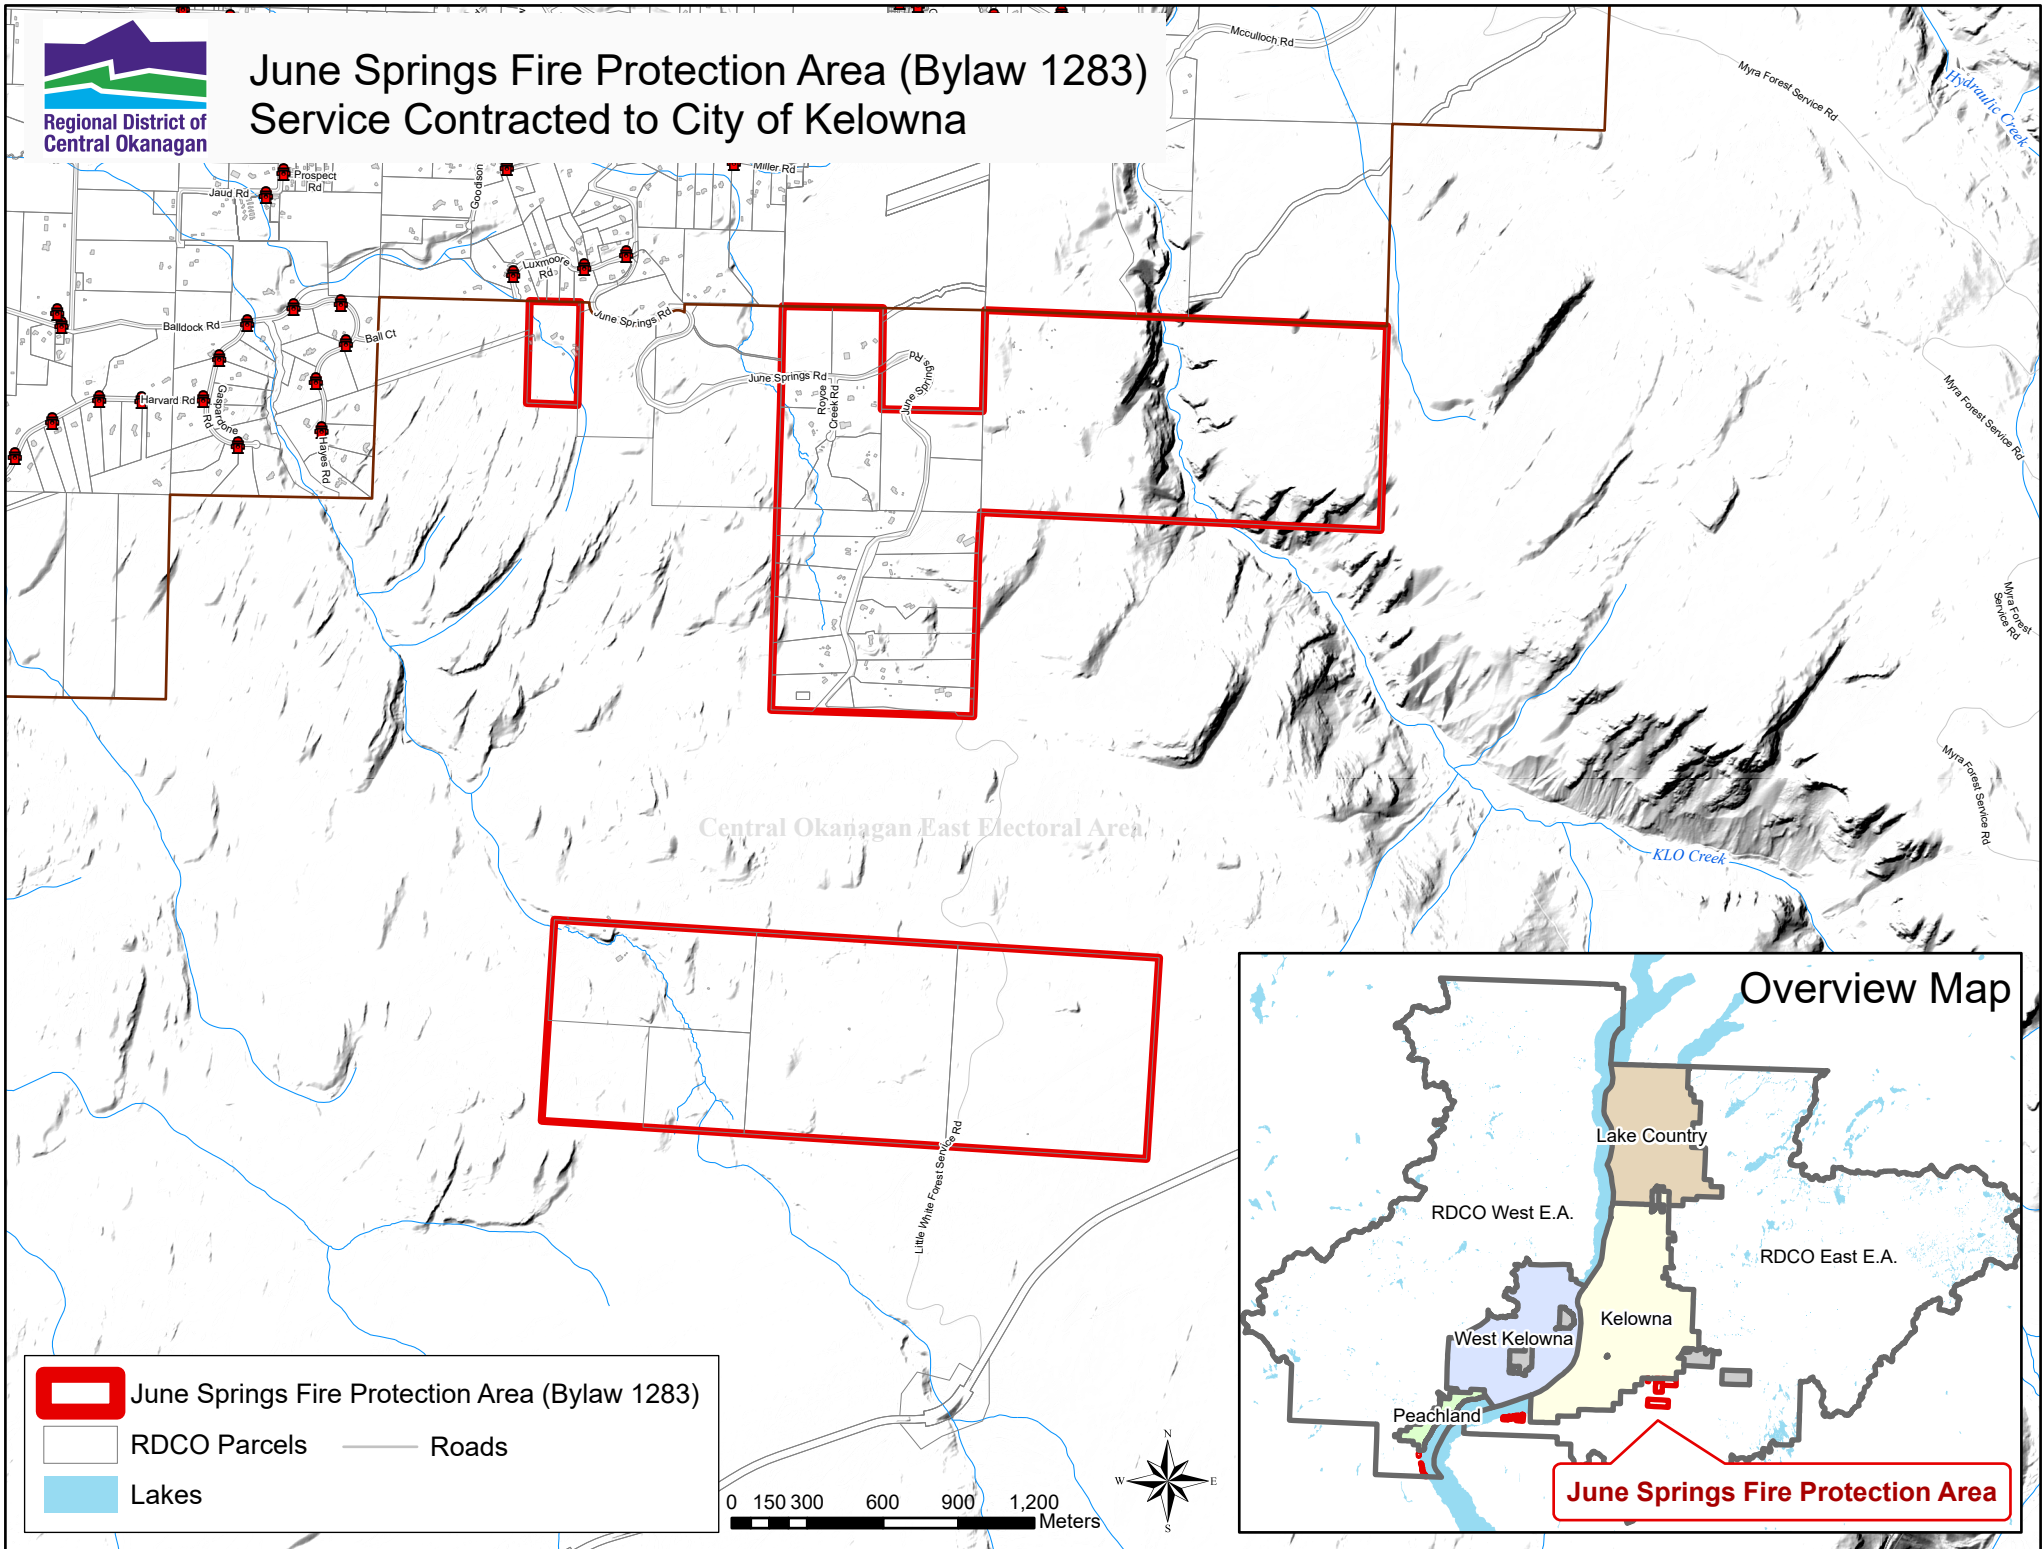 June Springs Fire Protection Area (Bylaw 1283)
Service Contracted to City of Kelowna
Regional District of
Central Okanagan
Mcculloch Rd
Myra Forest Service Rd
Hydraulic Creek
Prospect
Rd
Jaud Rd
Goodison
Miller Rd
Luxmoore
Rd
June Springs Rd
Balldock Rd
Ball Ct
Harvard Rd
Gaspardone
Rd
Hayes Rd
June Springs Rd
Royce
Creek Rd
June Springs Rd
Myra Forest Service Rd
Myra Forest
Service Rd
Myra Forest Service Rd
Central Okanagan East Electoral Area
KLO Creek
Little White Forest Service Rd
Overview Map
Lake Country
RDCO West E.A.
RDCO East E.A.
Kelowna
West Kelowna
Peachland
June Springs Fire Protection Area
June Springs Fire Protection Area (Bylaw 1283)
RDCO Parcels
Roads
Lakes
0 150 300 600 900 1,200
Meters
N
W
E
S